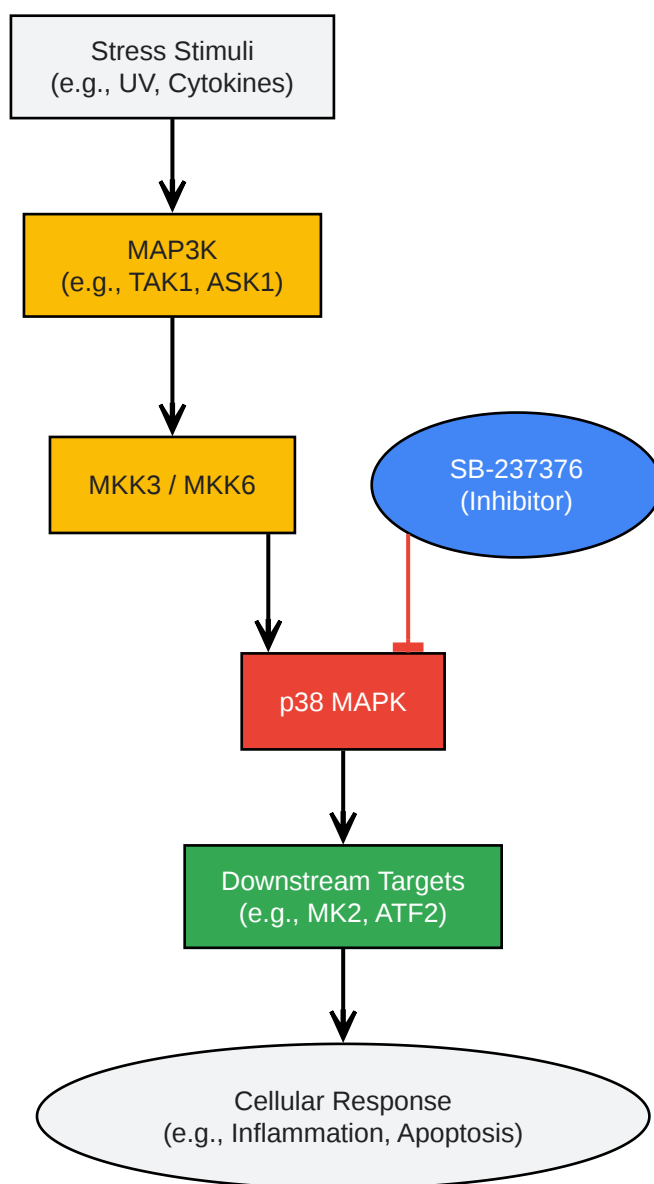 Stress Stimuli
(e.g., UV, Cytokines)
MAP3K
(e.g., TAK1, ASK1)
MKK3 / MKK6
SB-237376
(Inhibitor)
p38 MAPK
Downstream Targets
(e.g., MK2, ATF2)
Cellular Response
(e.g., Inflammation, Apoptosis)